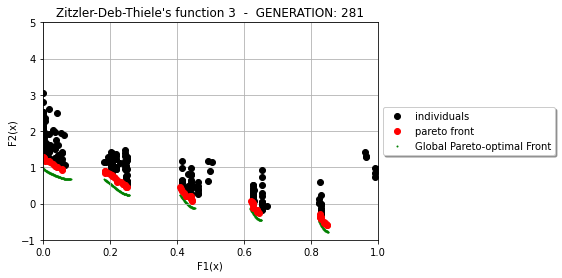 Zitzler-Deb-Thiele's function 3 - GENERATION: 281
5
4
3
2
1
0
−1
F2(x)
0.0 0.2 0.4 0.6 0.8 1.0
F1(x)
individuals
pareto front
Global Pareto-optimal Front